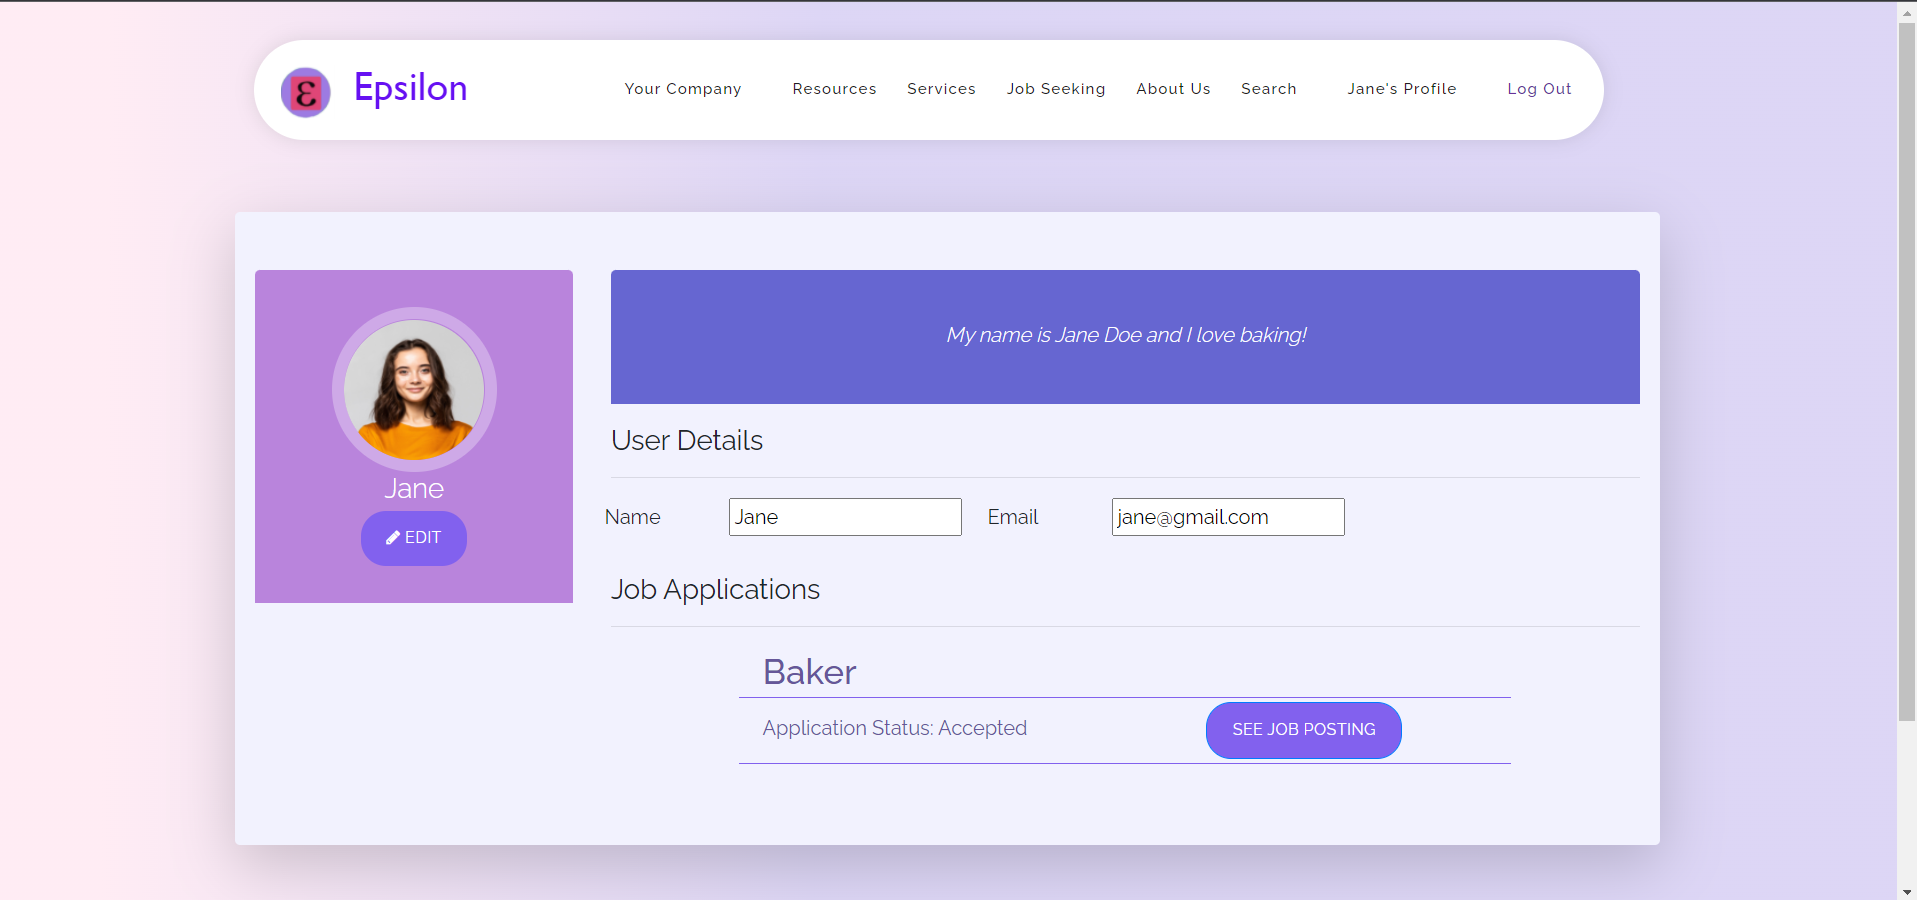 ε Epsilon
Your Company Resources Services Job Seeking About Us Search Jane's Profile Log Out
My name is Jane Doe and I love baking!
Jane
EDIT
User Details
Name Jane Email jane@gmail.com
Job Applications
Baker
Application Status: Accepted SEE JOB POSTING